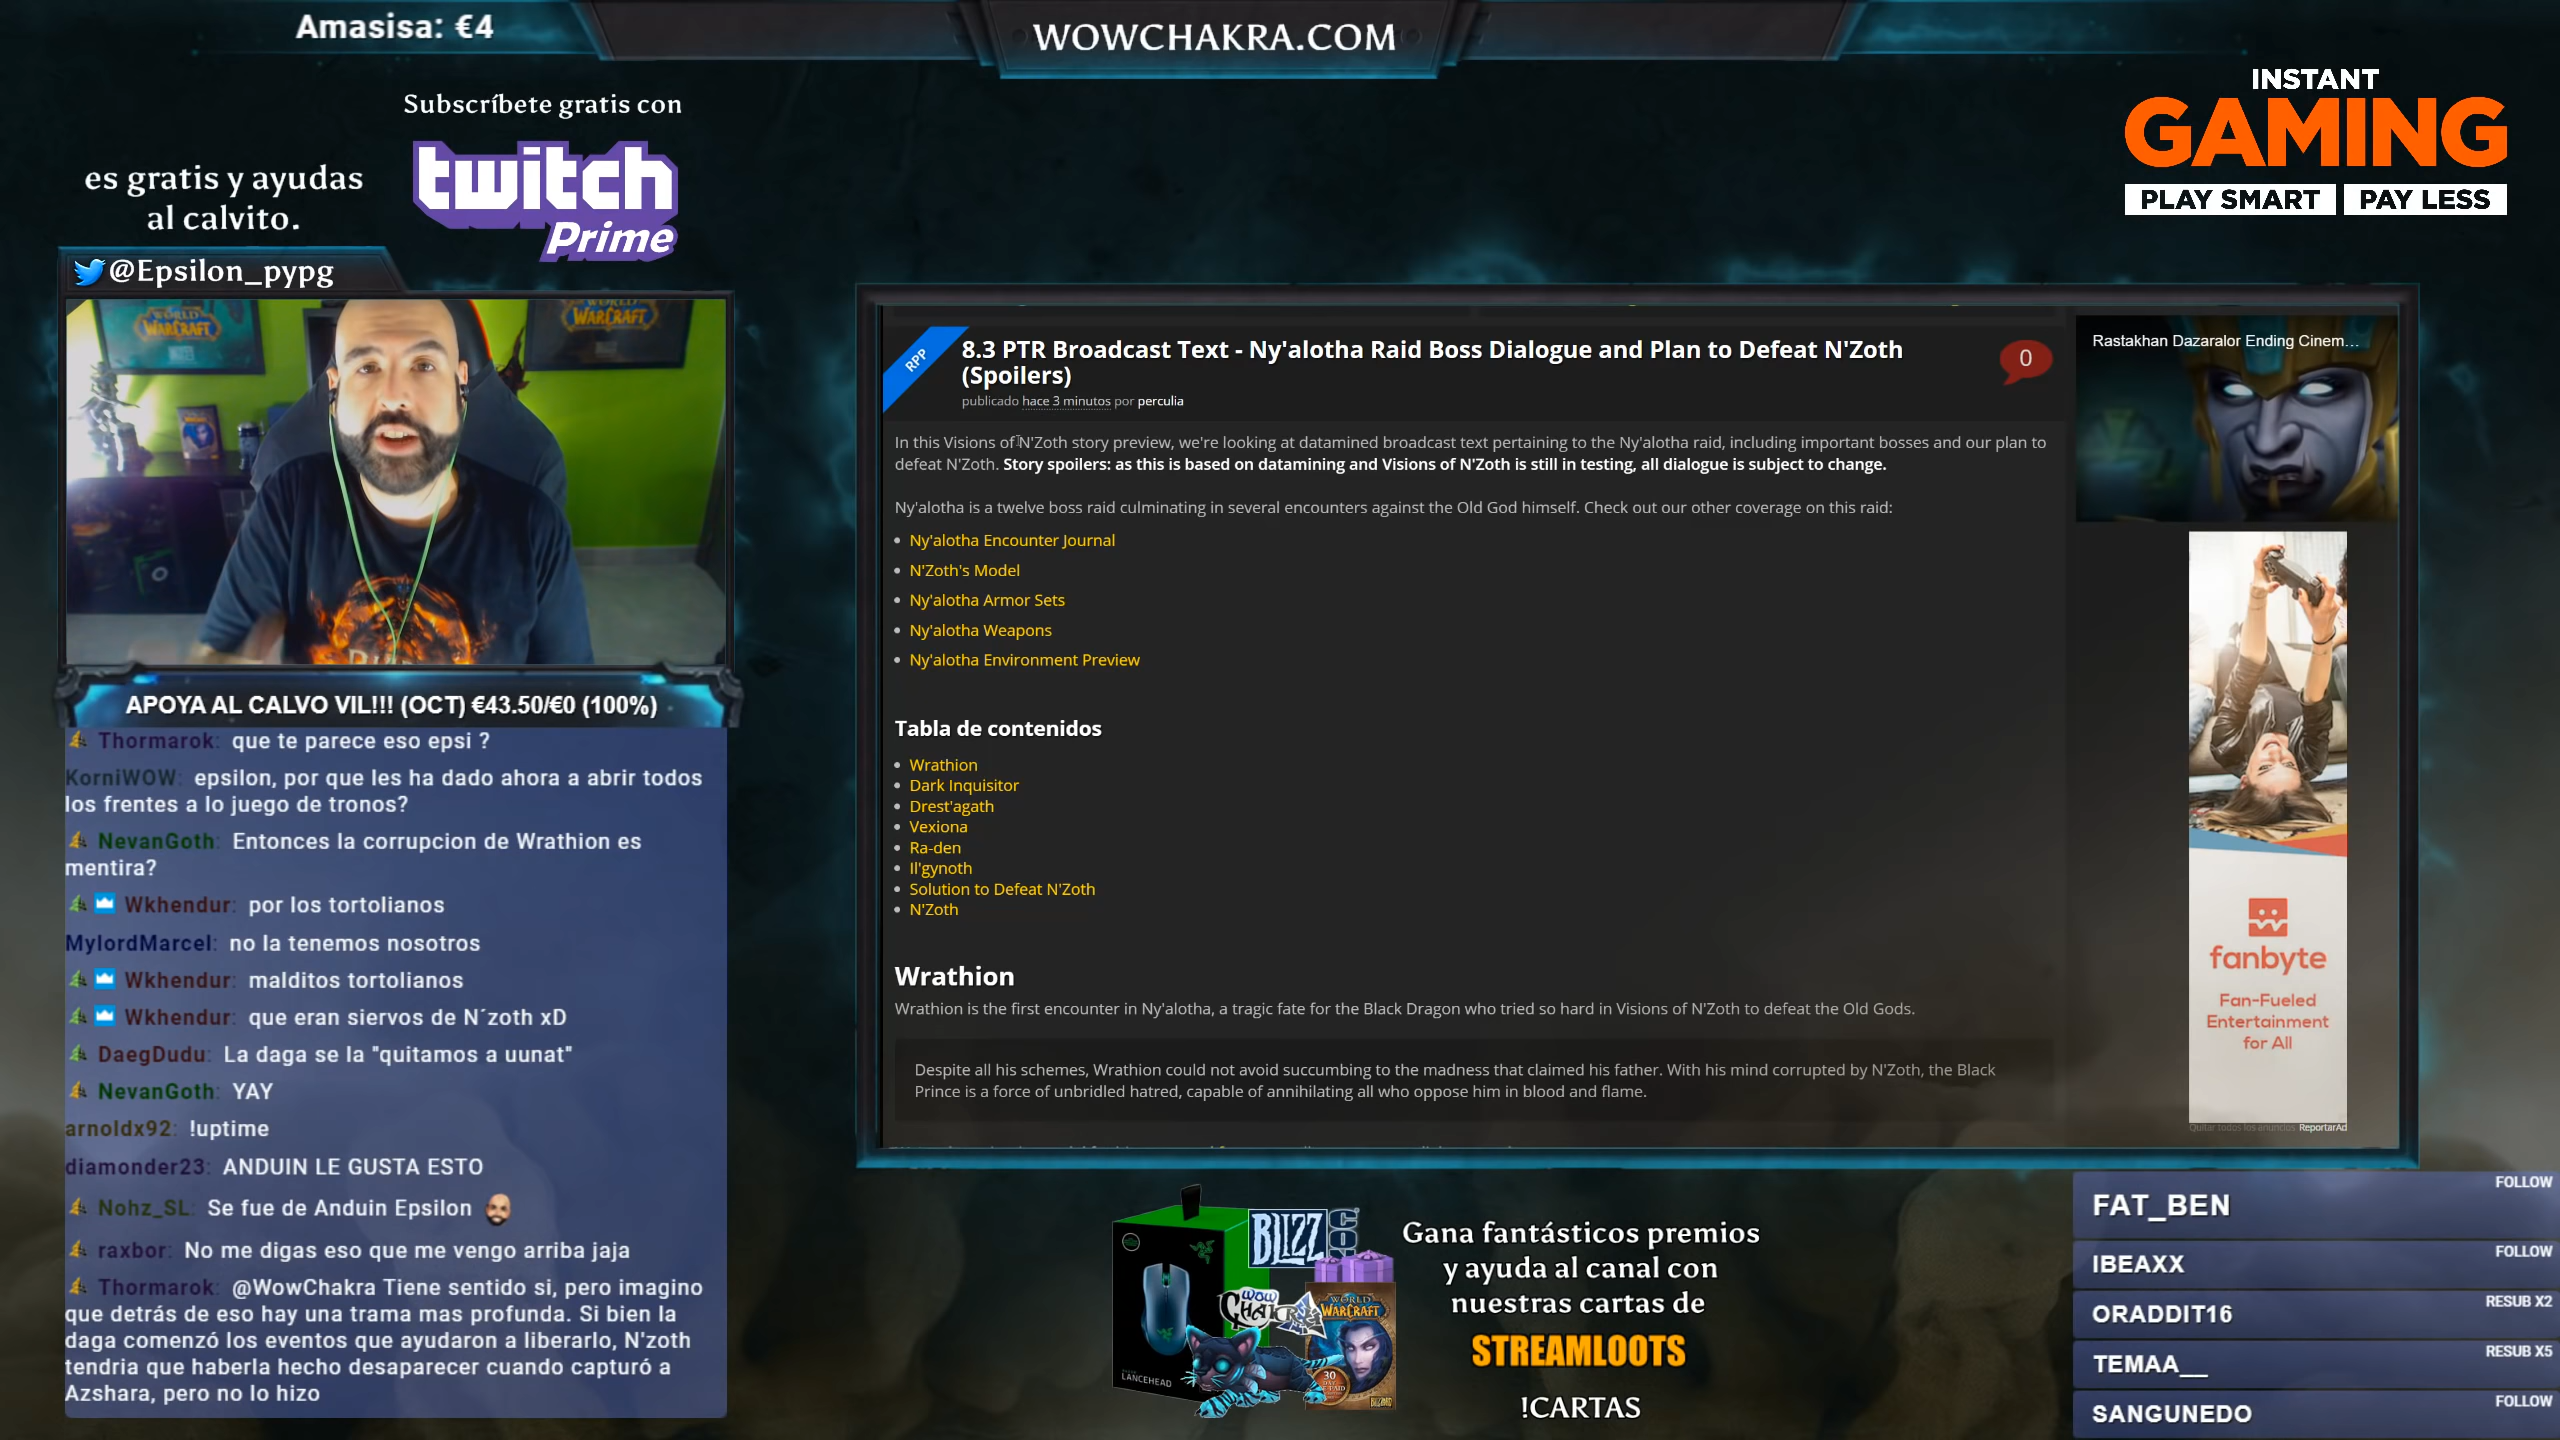 Amasisa: €4
WOWCHAKRA.COM
Subscríbete gratis con
es gratis y ayudas
al calvito.
twitch
Prime
INSTANT
GAMING
PLAY SMART PAY LESS
@Epsilon_pypg
WORLD
WARCRAFT
WORLD
WARCRAFT
APOYA AL CALVO VIL!!! (OCT) €43.50/€0 (100%)
Thormarok: que te parece eso epsi ?
KorniWOW: epsilon, por que les ha dado ahora a abrir todos
los frentes a lo juego de tronos?
NevanGoth: Entonces la corrupcion de Wrathion es
mentira?
Wkhendur: por los tortolianos
MylordMarcel: no la tenemos nosotros
Wkhendur: malditos tortolianos
Wkhendur: que eran siervos de N´zoth xD
DaegDudu: La daga se la "quitamos a uunat"
NevanGoth: YAY
arnoldx92: !uptime
diamonder23: ANDUIN LE GUSTA ESTO
Nohz_SL: Se fue de Anduin Epsilon
raxbor: No me digas eso que me vengo arriba jaja
Thormarok: @WowChakra Tiene sentido si, pero imagino
que detrás de eso hay una trama mas profunda. Si bien la
daga comenzó los eventos que ayudaron a liberarlo, N'zoth
tendria que haberla hecho desaparecer cuando capturó a
Azshara, pero no lo hizo
RPP
8.3 PTR Broadcast Text - Ny'alotha Raid Boss Dialogue and Plan to Defeat N'Zoth
(Spoilers)
publicado hace 3 minutos por perculia
0
In this Visions of N'Zoth story preview, we're looking at datamined broadcast text pertaining to the Ny'alotha raid, including important bosses and our plan to
defeat N'Zoth. Story spoilers: as this is based on datamining and Visions of N'Zoth is still in testing, all dialogue is subject to change.
Ny'alotha is a twelve boss raid culminating in several encounters against the Old God himself. Check out our other coverage on this raid:
Ny'alotha Encounter Journal
N'Zoth's Model
Ny'alotha Armor Sets
Ny'alotha Weapons
Ny'alotha Environment Preview
Tabla de contenidos
Wrathion
Dark Inquisitor
Drest'agath
Vexiona
Ra-den
Il'gynoth
Solution to Defeat N'Zoth
N'Zoth
Wrathion
Wrathion is the first encounter in Ny'alotha, a tragic fate for the Black Dragon who tried so hard in Visions of N'Zoth to defeat the Old Gods.
Despite all his schemes, Wrathion could not avoid succumbing to the madness that claimed his father. With his mind corrupted by N'Zoth, the Black
Prince is a force of unbridled hatred, capable of annihilating all who oppose him in blood and flame.
Rastakhan Dazaralor Ending Cinem...
fanbyte
Fan-Fueled
Entertainment
for All
Quitar todos los anuncios ReportarAd
BLIZZ
CON
WOW
CHAKRA
WORLD
WARCRAFT
LANCEHEAD
30
Gana fantásticos premios
y ayuda al canal con
nuestras cartas de
STREAMLOOTS
!CARTAS
FOLLOW
FAT_BEN
FOLLOW
IBEAXX
RESUB X2
ORADDIT16
RESUB X5
TEMAA__
FOLLOW
SANGUNEDO